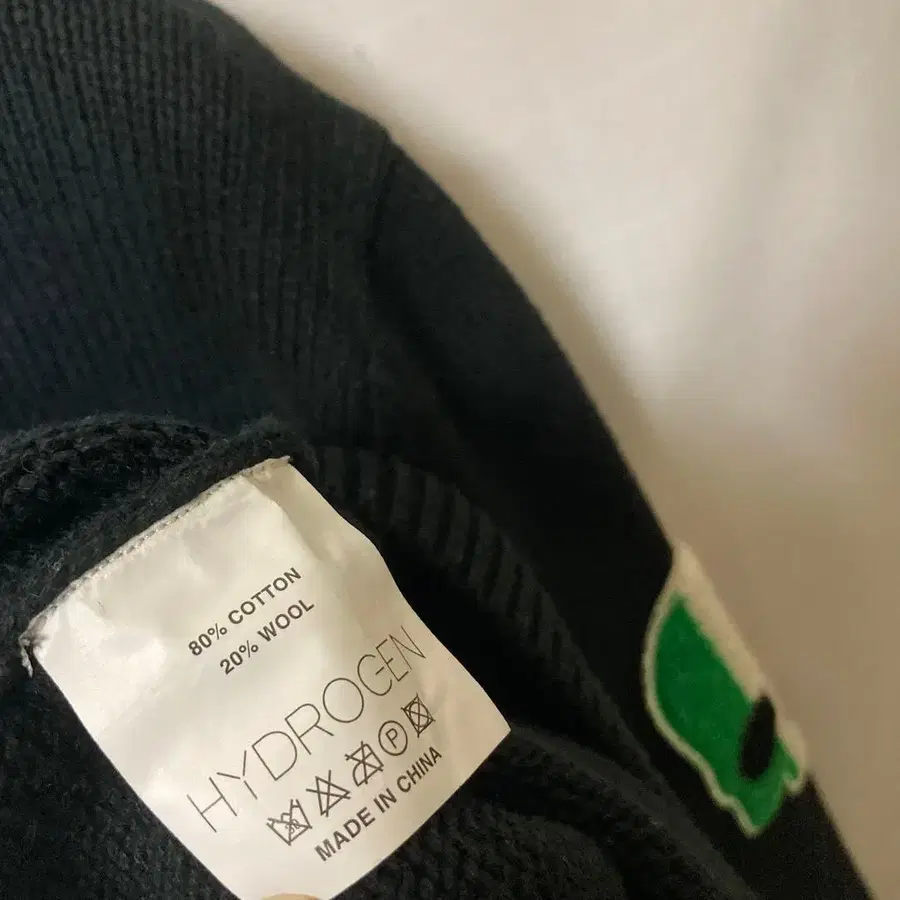 80% COTTON
20% WOOL
HYDROGEN
P
MADE IN CHINA